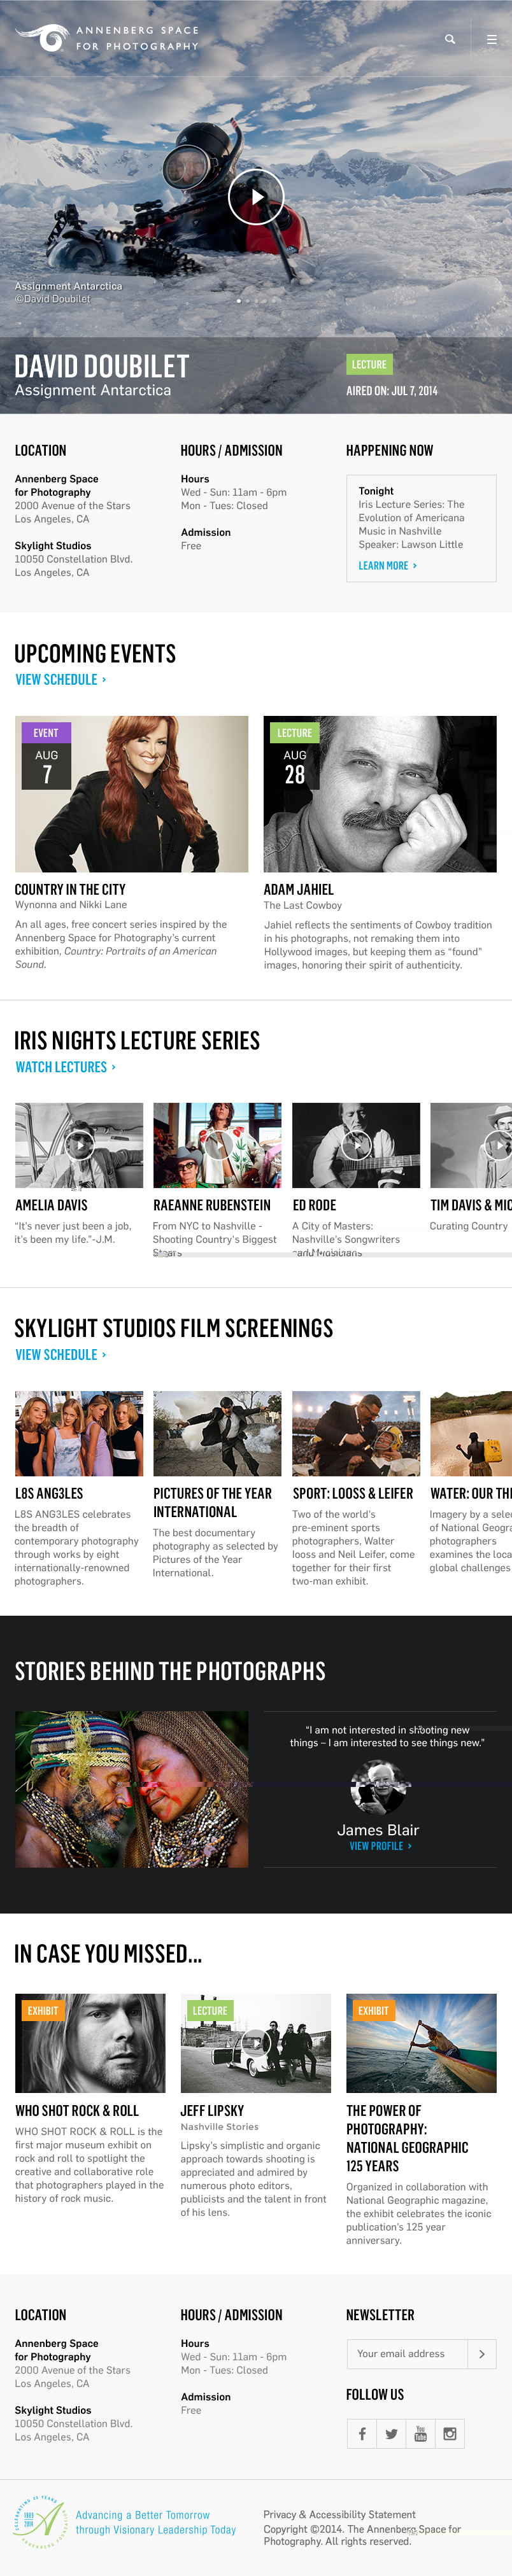 ANNENBERG SPACE
FOR PHOTOGRAPHY
Assignment Antarctica
©David Doubilet
DAVID DOUBILET
Assignment Antarctica
LECTURE
AIRED ON: JUL 7, 2014
LOCATION
Annenberg Space
for Photography
2000 Avenue of the Stars
Los Angeles, CA
Skylight Studios
10050 Constellation Blvd.
Los Angeles, CA
HOURS / ADMISSION
Hours
Wed - Sun: 11am - 6pm
Mon - Tues: Closed
Admission
Free
HAPPENING NOW
Tonight
Iris Lecture Series: The
Evolution of Americana
Music in Nashville
Speaker: Lawson Little
LEARN MORE >
UPCOMING EVENTS
VIEW SCHEDULE >
EVENT
AUG
7
COUNTRY IN THE CITY
Wynonna and Nikki Lane
An all ages, free concert series inspired by the
Annenberg Space for Photography's current
exhibition, Country: Portraits of an American
Sound.
LECTURE
AUG
28
ADAM JAHIEL
The Last Cowboy
Jahiel reflects the sentiments of Cowboy tradition
in his photographs, not remaking them into
Hollywood images, but keeping them as “found”
images, honoring their spirit of authenticity.
IRIS NIGHTS LECTURE SERIES
WATCH LECTURES >
AMELIA DAVIS
“It's never just been a job,
it's been my life.”-J.M.
RAEANNE RUBENSTEIN
From NYC to Nashville -
Shooting Country's Biggest
Stars
ED RODE
A City of Masters:
Nashville's Songwriters
and Musicians
TIM DAVIS & MIC
Curating Country
SKYLIGHT STUDIOS FILM SCREENINGS
VIEW SCHEDULE >
L8S ANG3LES
L8S ANG3LES celebrates
the breadth of
contemporary photography
through works by eight
internationally-renowned
photographers.
PICTURES OF THE YEAR
INTERNATIONAL
The best documentary
photography as selected by
Pictures of the Year
International.
SPORT: LOOSS & LEIFER
Two of the world's
pre-eminent sports
photographers, Walter
Iooss and Neil Leifer, come
together for their first
two-man exhibit.
WATER: OUR THI
Imagery by a selec
of National Geogra
photographers
examines the loca
global challenges
STORIES BEHIND THE PHOTOGRAPHS
“I am not interested in shooting new
things – I am interested to see things new.”
James Blair
VIEW PROFILE >
IN CASE YOU MISSED...
EXHIBIT
WHO SHOT ROCK & ROLL
WHO SHOT ROCK & ROLL is the
first major museum exhibit on
rock and roll to spotlight the
creative and collaborative role
that photographers played in the
history of rock music.
LECTURE
JEFF LIPSKY
Nashville Stories
Lipsky's simplistic and organic
approach towards shooting is
appreciated and admired by
numerous photo editors,
publicists and the talent in front
of his lens.
EXHIBIT
THE POWER OF
PHOTOGRAPHY:
NATIONAL GEOGRAPHIC
125 YEARS
Organized in collaboration with
National Geographic magazine,
the exhibit celebrates the iconic
publication's 125 year
anniversary.
LOCATION
Annenberg Space
for Photography
2000 Avenue of the Stars
Los Angeles, CA
Skylight Studios
10050 Constellation Blvd.
Los Angeles, CA
HOURS / ADMISSION
Hours
Wed - Sun: 11am - 6pm
Mon - Tues: Closed
Admission
Free
NEWSLETTER
Your email address
FOLLOW US
You
Tube
Advancing a Better Tomorrow
through Visionary Leadership Today
Privacy & Accessibility Statement
Copyright ©2014. The Annenberg Space for
Photography. All rights reserved.